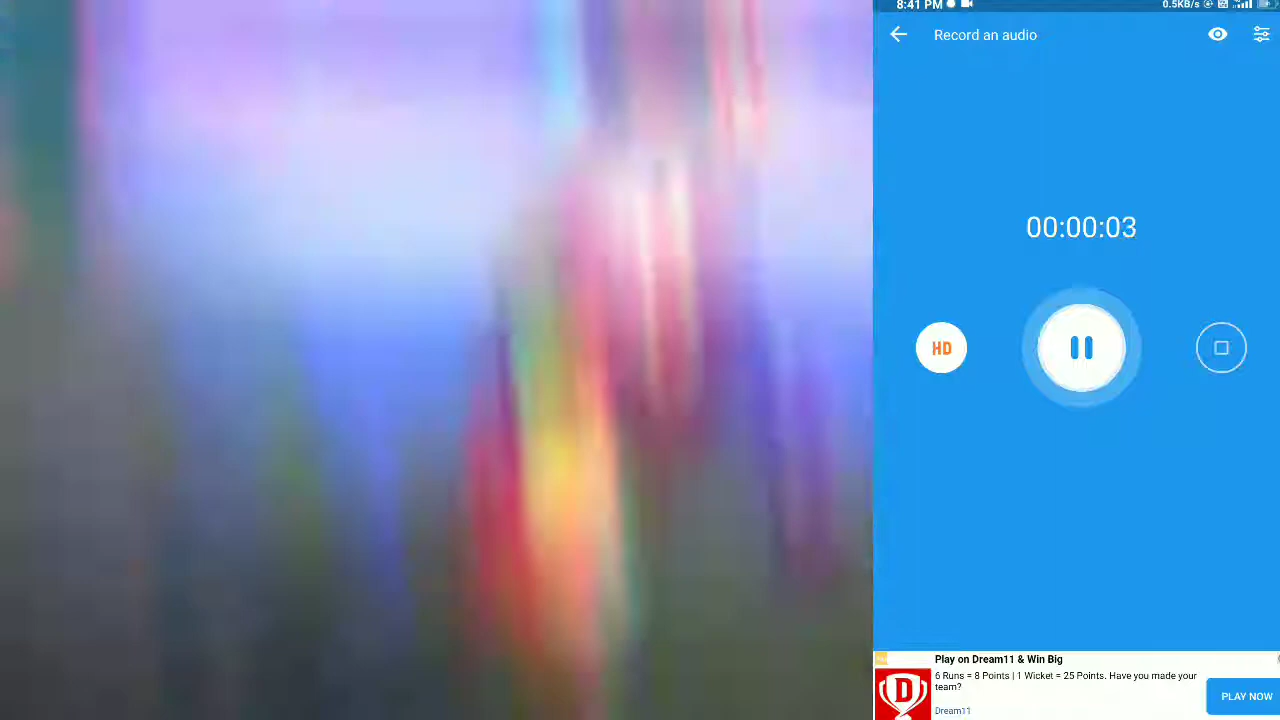 8:41 PM
0.5KB/s
Record an audio
00:00:03
HD
Play on Dream11 & Win Big
6 Runs = 8 Points | 1 Wicket = 25 Points. Have you made your
team?
D
Dream11
PLAY NOW